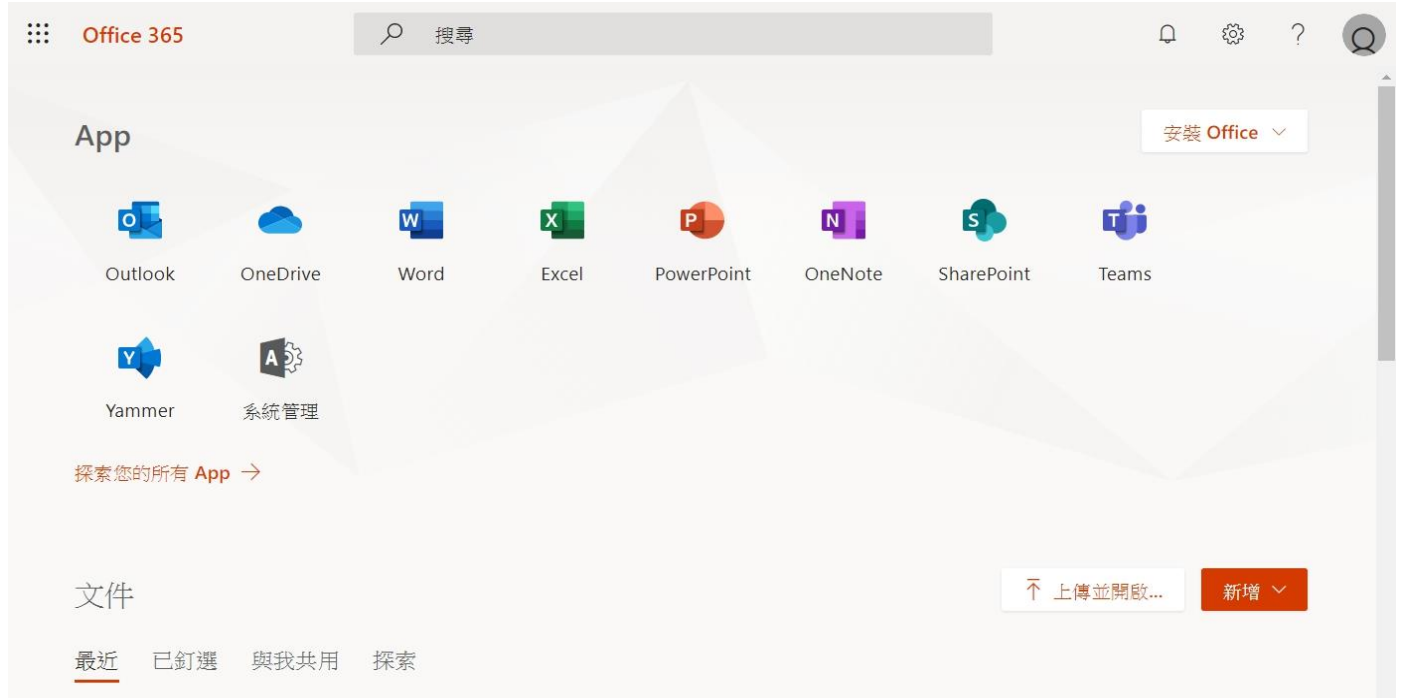 Office 365 搜尋 ?
App 安裝 Office
Outlook OneDrive Word Excel PowerPoint OneNote SharePoint Teams
Yammer 系統管理
探索您的所有 App →
文件 上傳並開啟... 新增
最近 已釘選 與我共用 探索